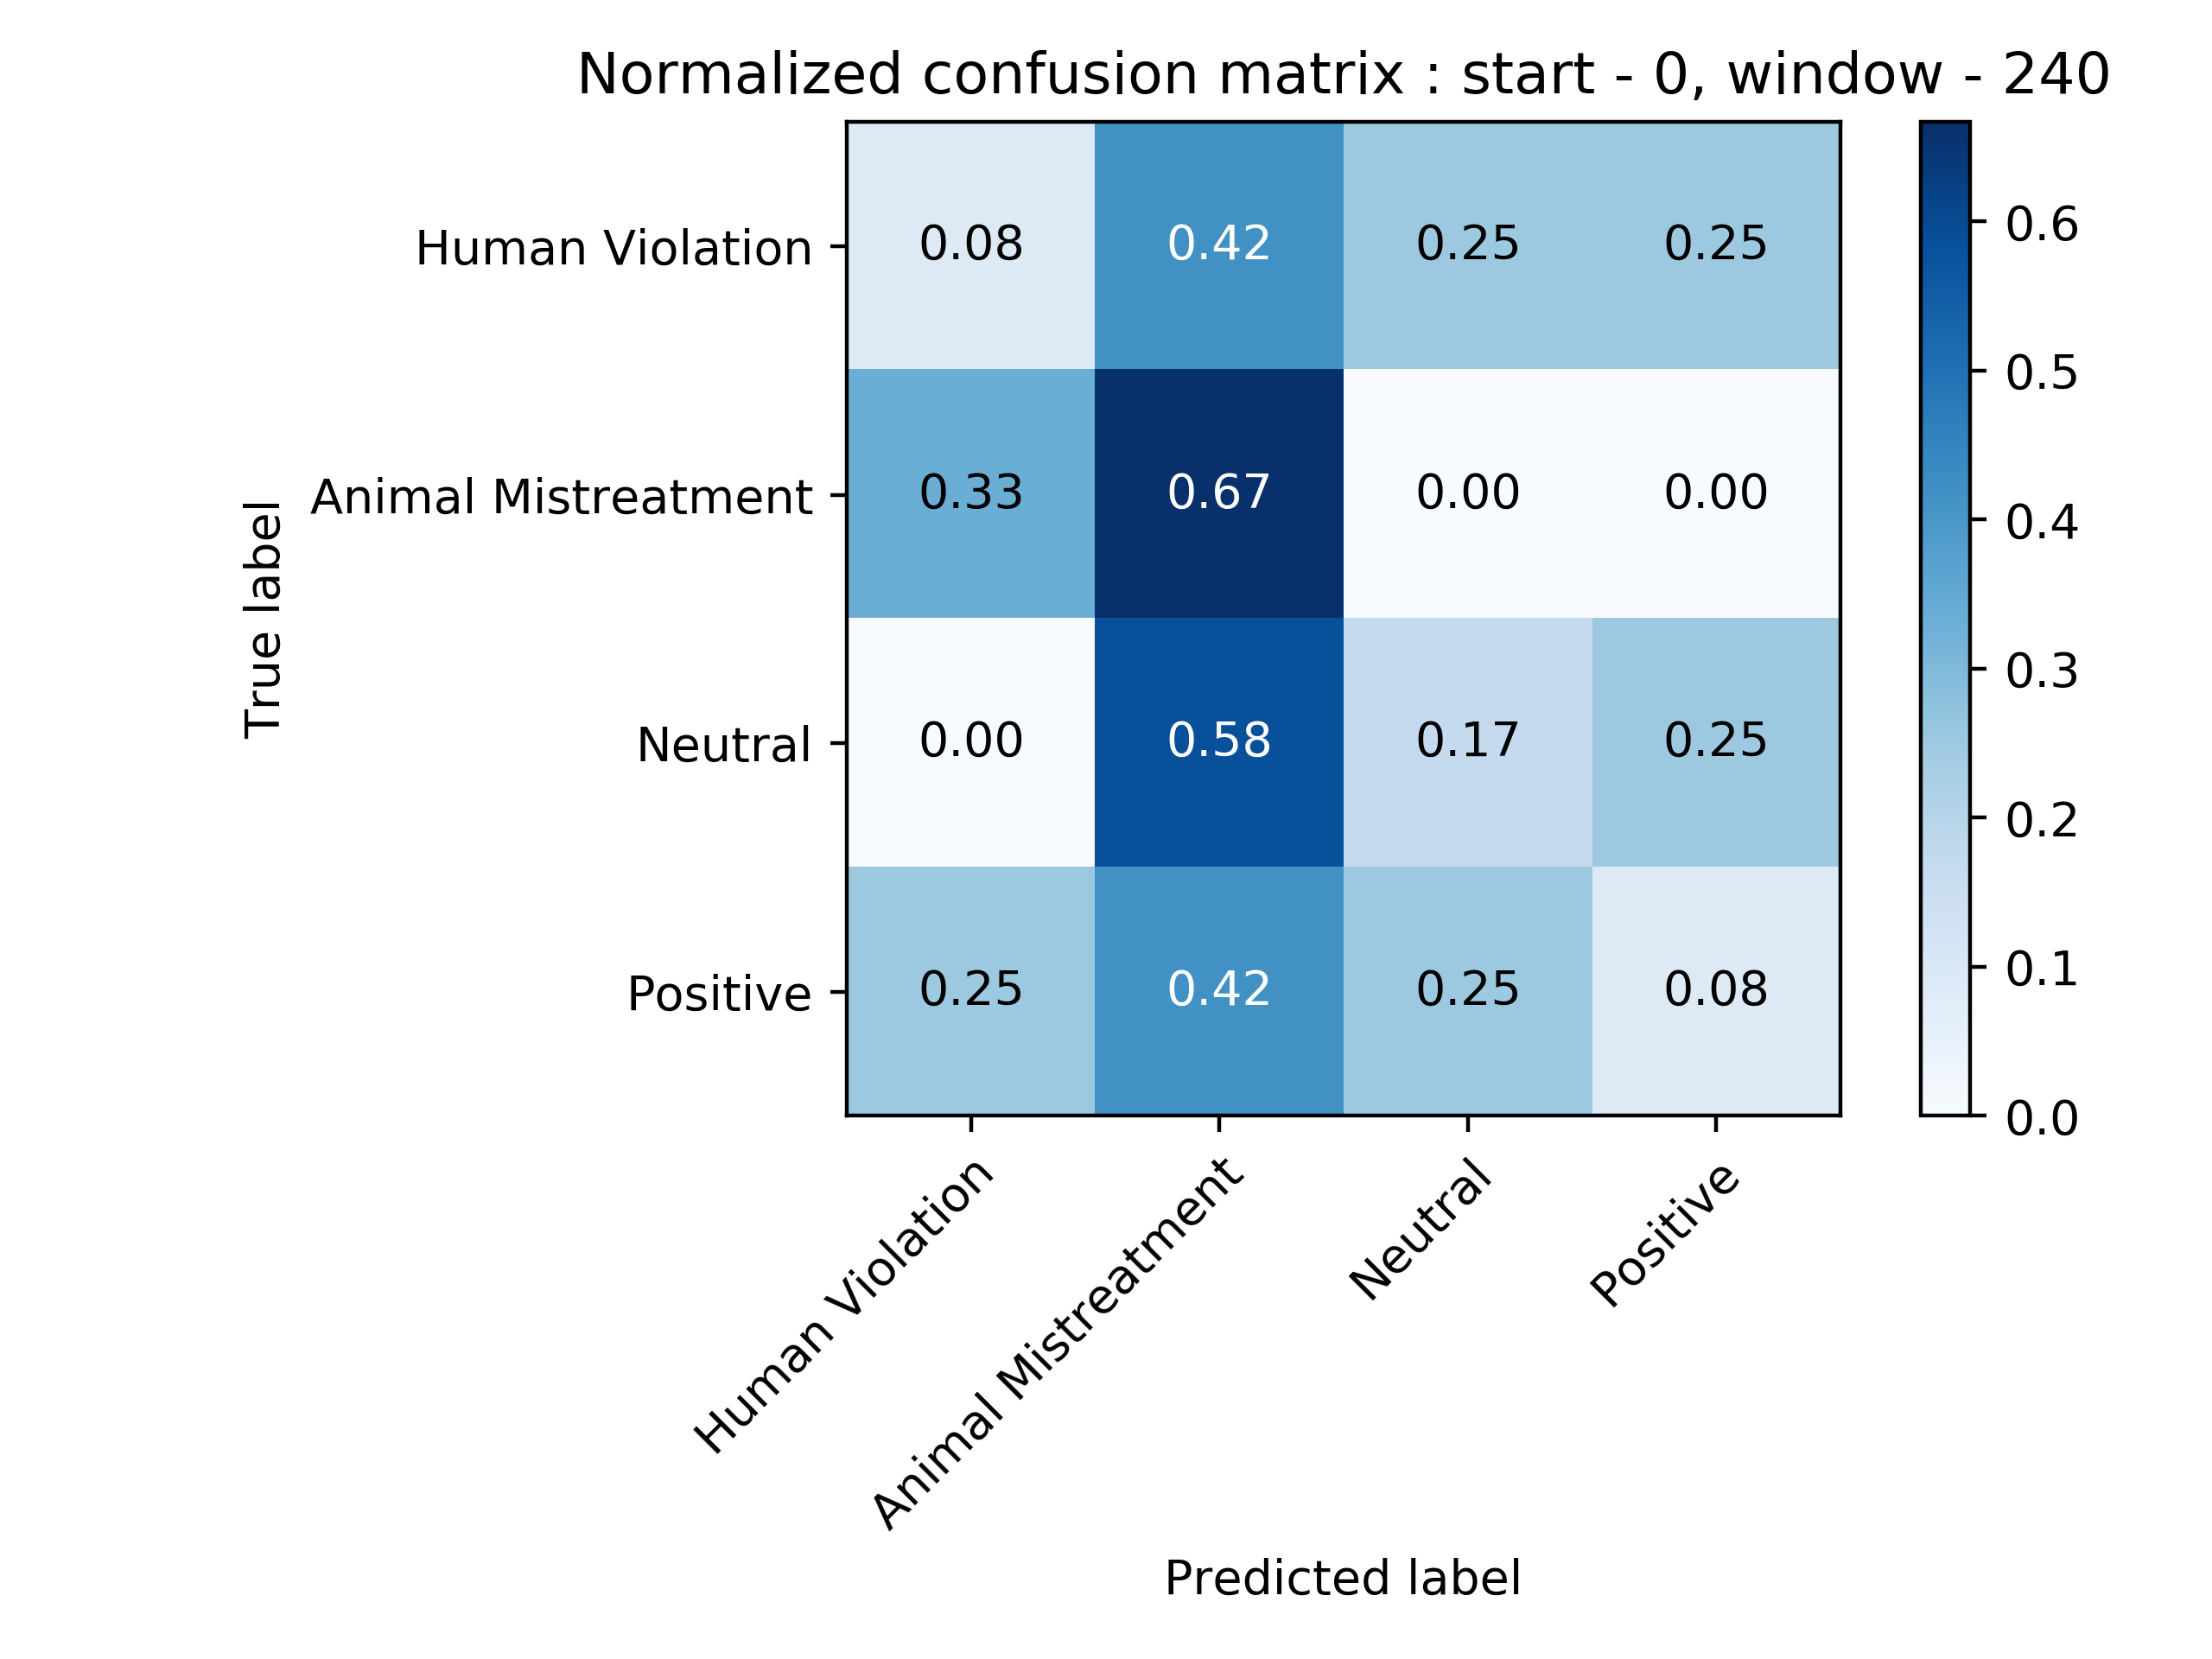 Normalized confusion matrix : start - 0, window - 240
True label
Human Violation
0.08 0.42 0.25 0.25
Animal Mistreatment
0.33 0.67 0.00 0.00
Neutral
0.00 0.58 0.17 0.25
Positive
0.25 0.42 0.25 0.08
Human Violation
Animal Mistreatment
Neutral
Positive
Predicted label
0.6
0.5
0.4
0.3
0.2
0.1
0.0